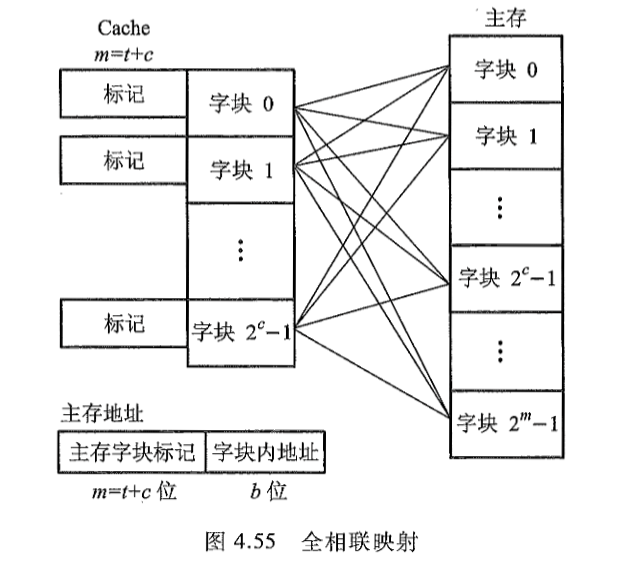 Cache
m=t+c
主存
标记
字块 0
标记
字块 1
⋮
标记
字块 2^c−1
字块 0
字块 1
⋮
字块 2^c−1
⋮
字块 2^m−1
主存地址
主存字块标记 字块内地址
m=t+c 位 b 位
图 4.55 全相联映射